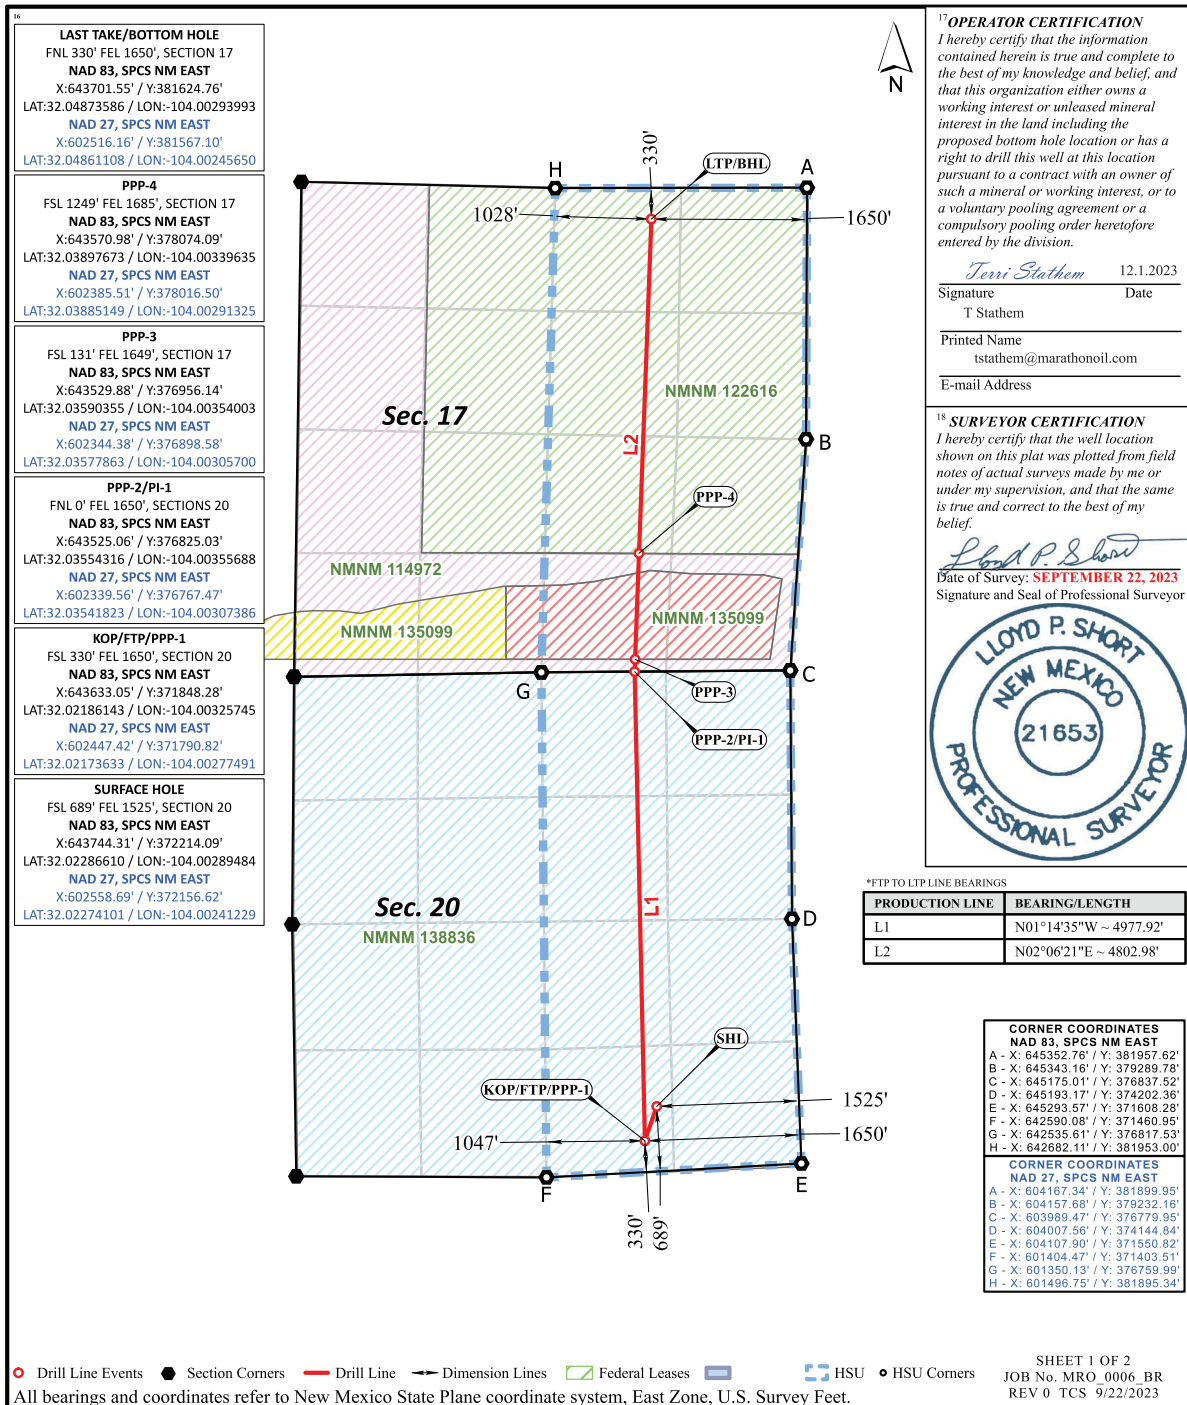 16
LAST TAKE/BOTTOM HOLE
FNL 330' FEL 1650', SECTION 17
NAD 83, SPCS NM EAST
X:643701.55' / Y:381624.76'
LAT:32.04873586 / LON:-104.00293993
NAD 27, SPCS NM EAST
X:602516.16' / Y:381567.10'
LAT:32.04861108 / LON:-104.00245650
PPP-4
FSL 1249' FEL 1685', SECTION 17
NAD 83, SPCS NM EAST
X:643570.98' / Y:378074.09'
LAT:32.03897673 / LON:-104.00339635
NAD 27, SPCS NM EAST
X:602385.51' / Y:378016.50'
LAT:32.03885149 / LON:-104.00291325
PPP-3
FSL 131' FEL 1649', SECTION 17
NAD 83, SPCS NM EAST
X:643529.88' / Y:376956.14'
LAT:32.03590355 / LON:-104.00354003
NAD 27, SPCS NM EAST
X:602344.38' / Y:376898.58'
LAT:32.03577863 / LON:-104.00305700
PPP-2/PI-1
FNL 0' FEL 1650', SECTIONS 20
NAD 83, SPCS NM EAST
X:643525.06' / Y:376825.03'
LAT:32.03554316 / LON:-104.00355688
NAD 27, SPCS NM EAST
X:602339.56' / Y:376767.47'
LAT:32.03541823 / LON:-104.00307386
KOP/FTP/PPP-1
FSL 330' FEL 1650', SECTION 20
NAD 83, SPCS NM EAST
X:643633.05' / Y:371848.28'
LAT:32.02186143 / LON:-104.00325745
NAD 27, SPCS NM EAST
X:602447.42' / Y:371790.82'
LAT:32.02173633 / LON:-104.00277491
SURFACE HOLE
FSL 689' FEL 1525', SECTION 20
NAD 83, SPCS NM EAST
X:643744.31' / Y:372214.09'
LAT:32.02286610 / LON:-104.00289484
NAD 27, SPCS NM EAST
X:602558.69' / Y:372156.62'
LAT:32.02274101 / LON:-104.00241229
N
330'
LTP/BHL
H
A
1028'
1650'
NMNM 122616
Sec. 17
L2
B
PPP-4
NMNM 114972
NMNM 135099
NMNM 135099
G
C
PPP-3
PPP-2/PI-1
Sec. 20
L1
D
NMNM 138836
SHL
KOP/FTP/PPP-1
1525'
1047'
1650'
F
E
330'
689'
17 OPERATOR CERTIFICATION
I hereby certify that the information
contained herein is true and complete to
the best of my knowledge and belief, and
that this organization either owns a
working interest or unleased mineral
interest in the land including the
proposed bottom hole location or has a
right to drill this well at this location
pursuant to a contract with an owner of
such a mineral or working interest, or to
a voluntary pooling agreement or a
compulsory pooling order heretofore
entered by the division.
Terri Stathem 12.1.2023
Signature Date
T Stathem
Printed Name
tstathem@marathonoil.com
E-mail Address
18 SURVEYOR CERTIFICATION
I hereby certify that the well location
shown on this plat was plotted from field
notes of actual surveys made by me or
under my supervision, and that the same
is true and correct to the best of my
belief.
Lloyd P. Short
Date of Survey: SEPTEMBER 22, 2023
Signature and Seal of Professional Surveyor
LLOYD P. SHORT
NEW MEXICO
21653
PROFESSIONAL SURVEYOR
*FTP TO LTP LINE BEARINGS
PRODUCTION LINE BEARING/LENGTH
L1 N01°14'35"W ~ 4977.92'
L2 N02°06'21"E ~ 4802.98'
CORNER COORDINATES
NAD 83, SPCS NM EAST
A - X: 645352.76' / Y: 381957.62'
B - X: 645343.16' / Y: 379289.78'
C - X: 645175.01' / Y: 376837.52'
D - X: 645193.17' / Y: 374202.36'
E - X: 645293.57' / Y: 371608.28'
F - X: 642590.08' / Y: 371460.95'
G - X: 642535.61' / Y: 376817.53'
H - X: 642682.11' / Y: 381953.00'
CORNER COORDINATES
NAD 27, SPCS NM EAST
A - X: 604167.34' / Y: 381899.95'
B - X: 604157.68' / Y: 379232.16'
C - X: 603989.47' / Y: 376779.95'
D - X: 604007.56' / Y: 374144.84'
E - X: 604107.90' / Y: 371550.82'
F - X: 601404.47' / Y: 371403.51'
G - X: 601350.13' / Y: 376759.99'
H - X: 601496.75' / Y: 381895.34'
Drill Line Events Section Corners Drill Line Dimension Lines Federal Leases HSU HSU Corners
All bearings and coordinates refer to New Mexico State Plane coordinate system, East Zone, U.S. Survey Feet.
SHEET 1 OF 2
JOB No. MRO_0006_BR
REV 0 TCS 9/22/2023